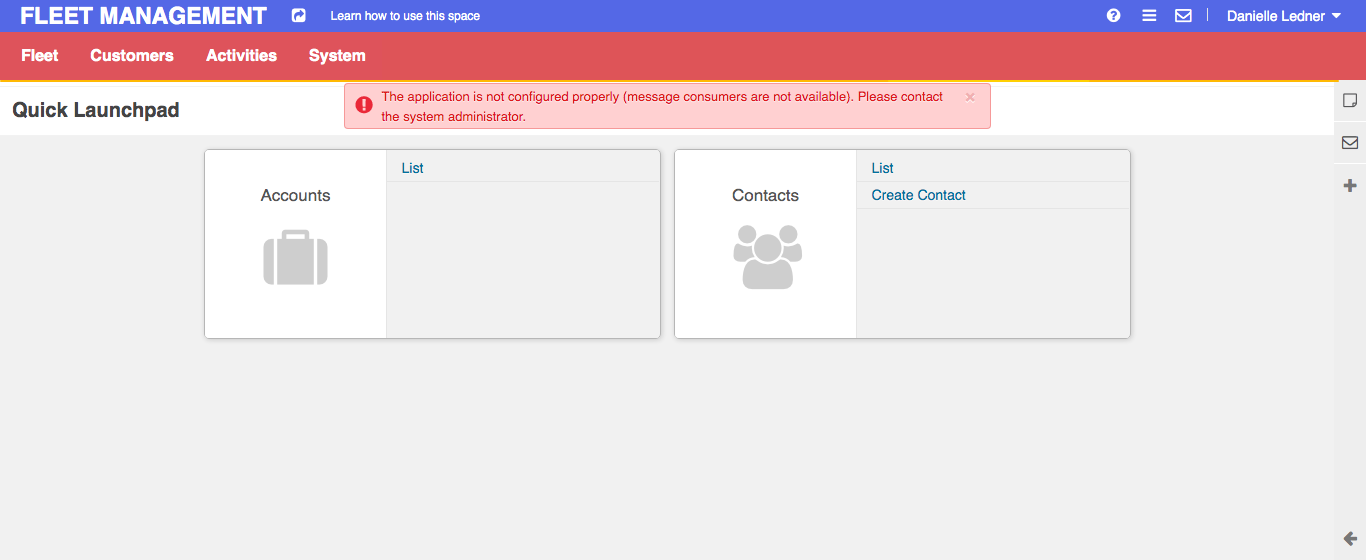 FLEET MANAGEMENT
Learn how to use this space
Danielle Ledner
Fleet
Customers
Activities
System
Quick Launchpad
The application is not configured properly (message consumers are not available). Please contact
the system administrator.
×
Accounts
List
Contacts
List
Create Contact